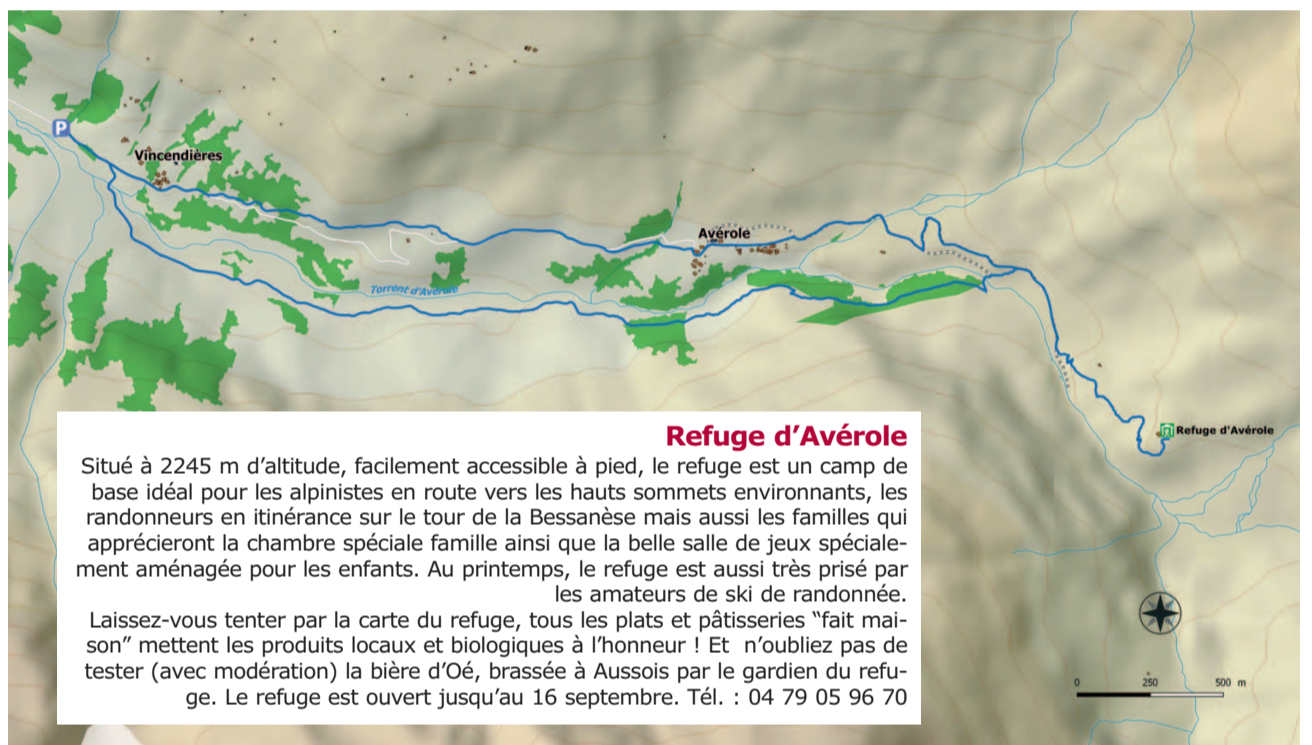 P
Vincendières
Avérole
Torrent d'Avérole
Refuge d'Avérole
Refuge d’Avérole
Situé à 2245 m d’altitude, facilement accessible à pied, le refuge est un camp de
base idéal pour les alpinistes en route vers les hauts sommets environnants, les
randonneurs en itinérance sur le tour de la Bessanèse mais aussi les familles qui
apprécieront la chambre spéciale famille ainsi que la belle salle de jeux spéciale-
ment aménagée pour les enfants. Au printemps, le refuge est aussi très prisé par
les amateurs de ski de randonnée.
Laissez-vous tenter par la carte du refuge, tous les plats et pâtisseries “fait mai-
son” mettent les produits locaux et biologiques à l’honneur ! Et  n’oubliez pas de
tester (avec modération) la bière d’Oé, brassée à Aussois par le gardien du refu-
ge. Le refuge est ouvert jusqu’au 16 septembre. Tél. : 04 79 05 96 70
0 250 500 m